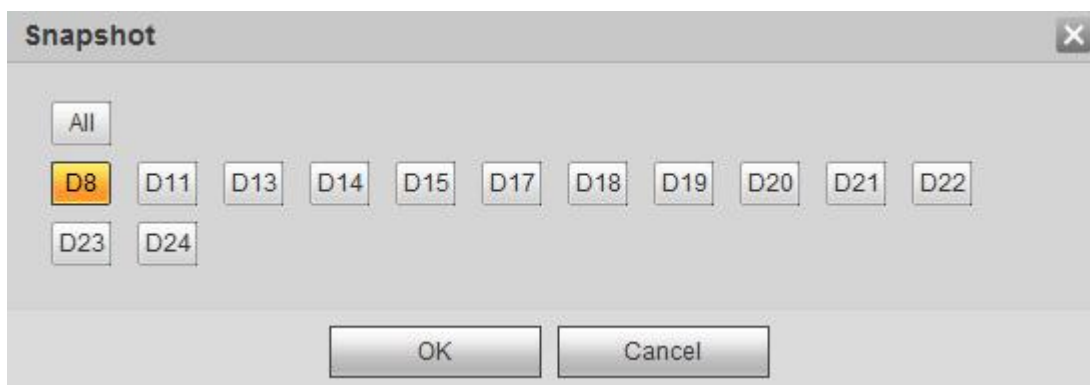 Snapshot
All
D8 D11 D13 D14 D15 D17 D18 D19 D20 D21 D22
D23 D24
OK Cancel